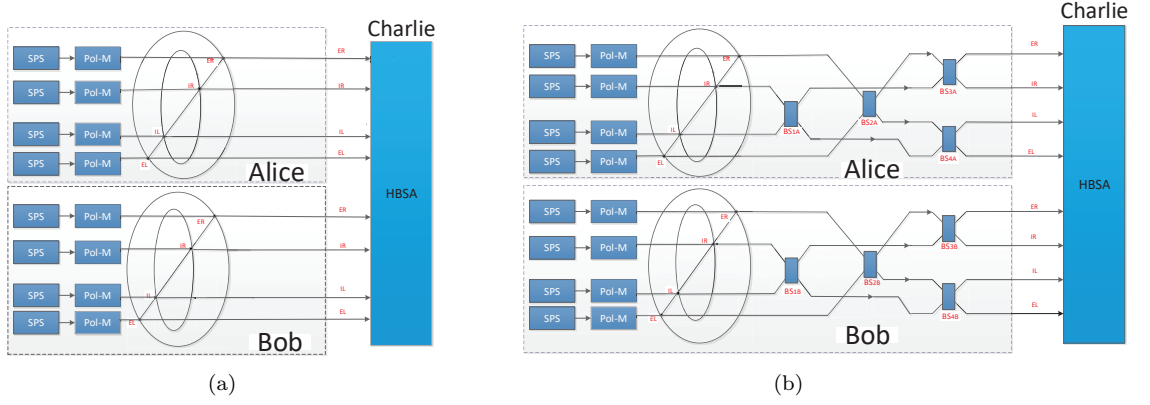 Charlie
SPS Pol-M ER ER
SPS Pol-M IR IR
SPS Pol-M IL IL
SPS Pol-M EL EL
Alice
HBSA
SPS Pol-M ER ER
SPS Pol-M IR IR
SPS Pol-M IL IL
SPS Pol-M EL EL
Bob
(a)
Charlie
SPS Pol-M ER ER
SPS Pol-M IR BS3A IR
BS1A BS2A
SPS Pol-M IL IL
SPS Pol-M EL BS4A EL
Alice
HBSA
SPS Pol-M ER ER
SPS Pol-M IR BS3B IR
BS1B BS2B
SPS Pol-M IL IL
SPS Pol-M EL BS4B EL
Bob
(b)